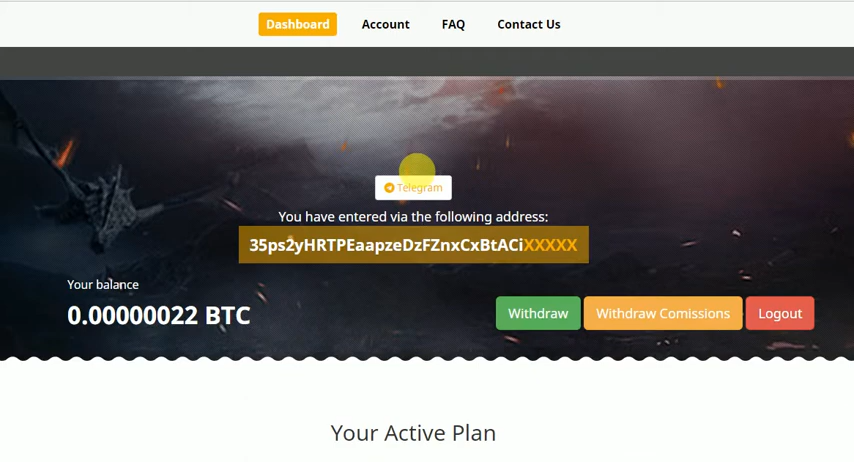 Dashboard Account FAQ Contact Us
Telegram
You have entered via the following address:
35ps2yHRTPEaapzeDzFZnxCxBtACiXXXXX
Your balance
0.00000022 BTC
Withdraw Withdraw Comissions Logout
Your Active Plan